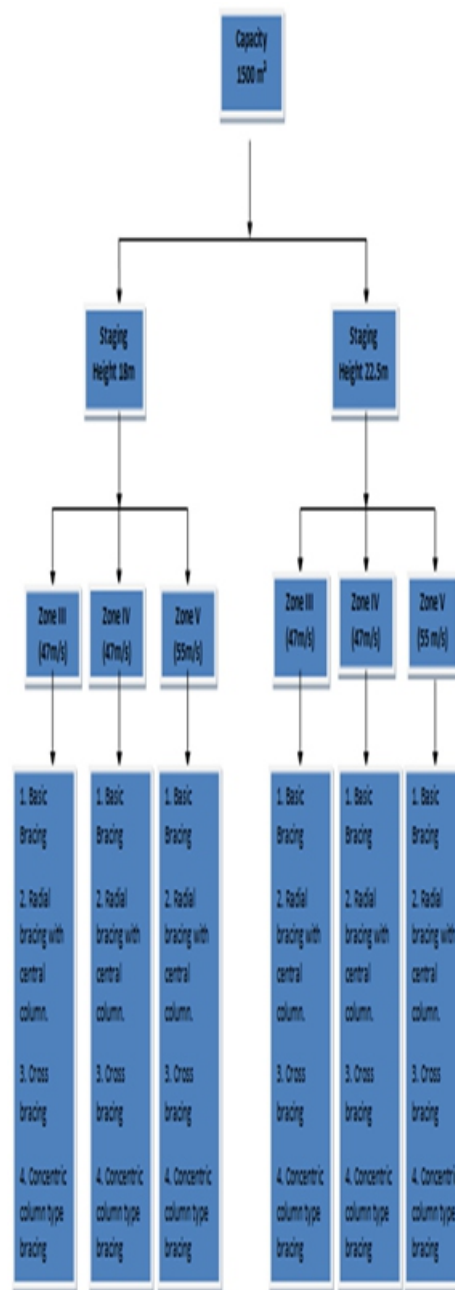 Capacity
1500 m³
Staging
Height 18m
Staging
Height 22.5m
Zone III
(47m/s)
Zone IV
(47m/s)
Zone V
(55m/s)
Zone III
(47m/s)
Zone IV
(47m/s)
Zone V
(55 m/s)
1. Basic
Bracing
2. Radial
bracing with
central
column.
3. Cross
bracing
4. Concentric
column type
bracing
1. Basic
Bracing
2. Radial
bracing with
central
column.
3. Cross
bracing
4. Concentric
column type
bracing
1. Basic
Bracing
2. Radial
bracing with
central
column.
3. Cross
bracing
4. Concentric
column type
bracing
1. Basic
Bracing
2. Radial
bracing with
central
column.
3. Cross
bracing
4. Concentric
column type
bracing
1. Basic
Bracing
2. Radial
bracing with
central
column.
3. Cross
bracing
4. Concentric
column type
bracing
1. Basic
Bracing
2. Radial
bracing with
central
column.
3. Cross
bracing
4. Concentric
column type
bracing